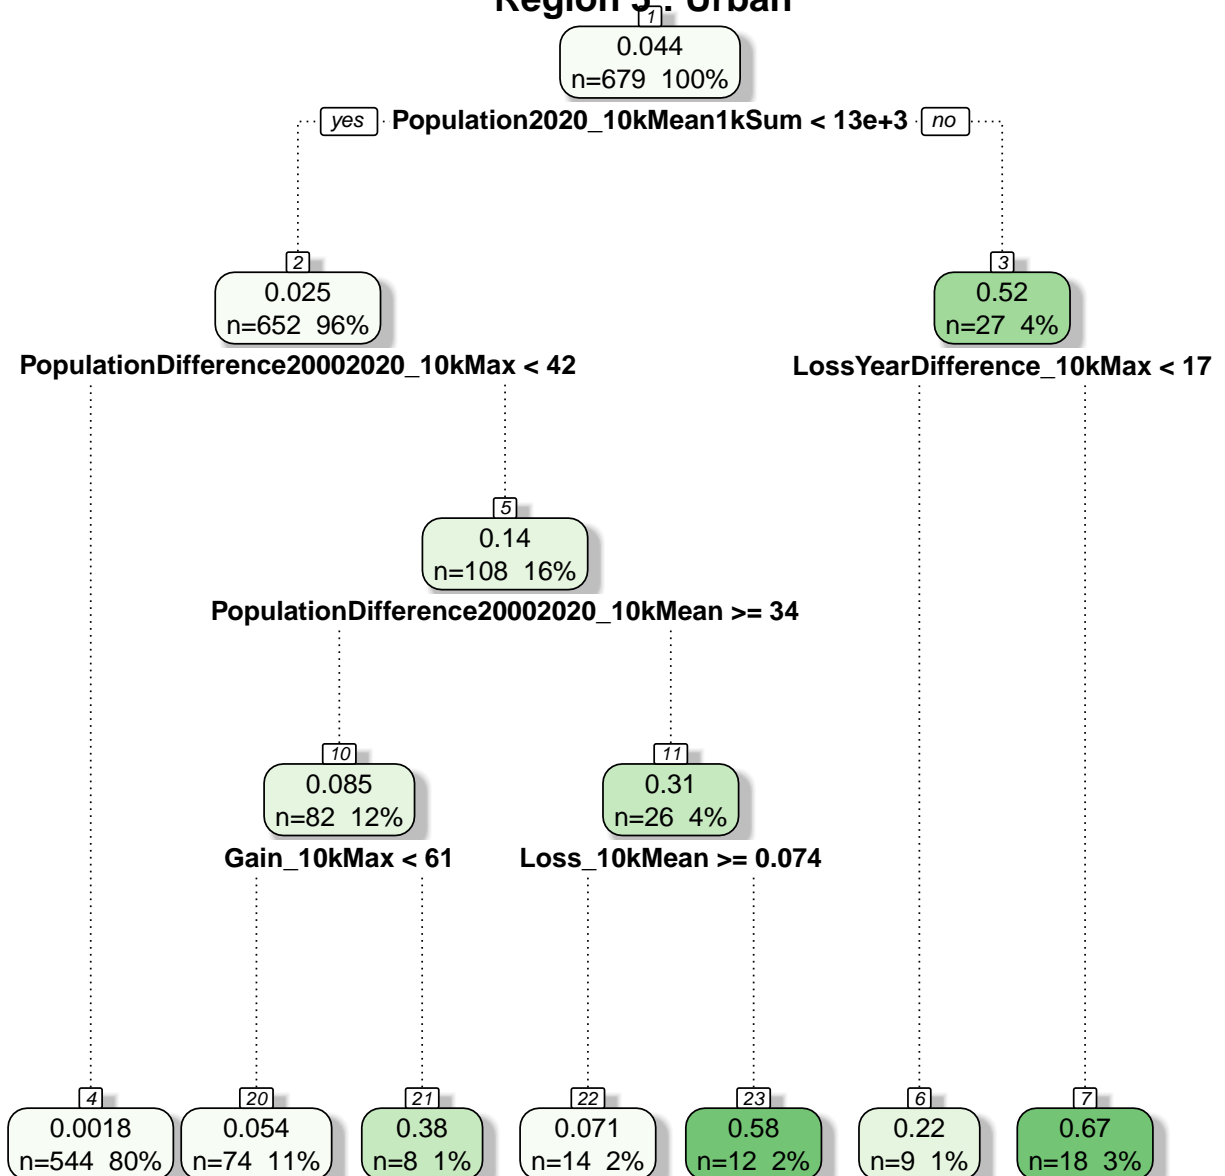 Region 3 : Urban
1
0.044
n=679 100%
yes Population2020_10kMean1kSum < 13e+3 no
2
0.025
n=652 96%
3
0.52
n=27 4%
PopulationDifference20002020_10kMax < 42
LossYearDifference_10kMax < 17
5
0.14
n=108 16%
PopulationDifference20002020_10kMean >= 34
10
0.085
n=82 12%
11
0.31
n=26 4%
Gain_10kMax < 61
Loss_10kMean >= 0.074
4
0.0018
n=544 80%
20
0.054
n=74 11%
21
0.38
n=8 1%
22
0.071
n=14 2%
23
0.58
n=12 2%
6
0.22
n=9 1%
7
0.67
n=18 3%